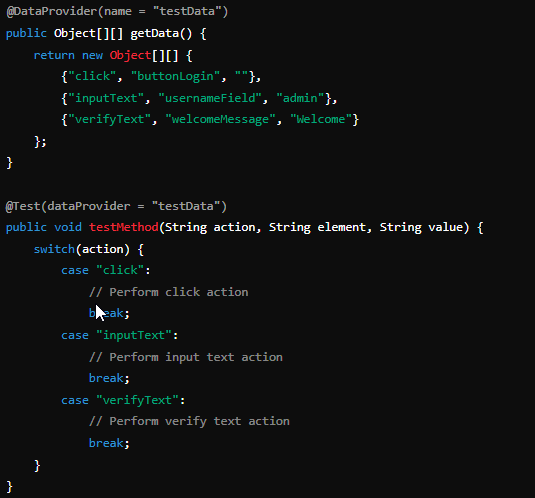 @DataProvider(name = "testData")
public Object[][] getData() {
    return new Object[][] {
        {"click", "buttonLogin", ""},
        {"inputText", "usernameField", "admin"},
        {"verifyText", "welcomeMessage", "Welcome"}
    };
}

@Test(dataProvider = "testData")
public void testMethod(String action, String element, String value) {
    switch(action) {
        case "click":
            // Perform click action
            break;
        case "inputText":
            // Perform input text action
            break;
        case "verifyText":
            // Perform verify text action
            break;
    }
}